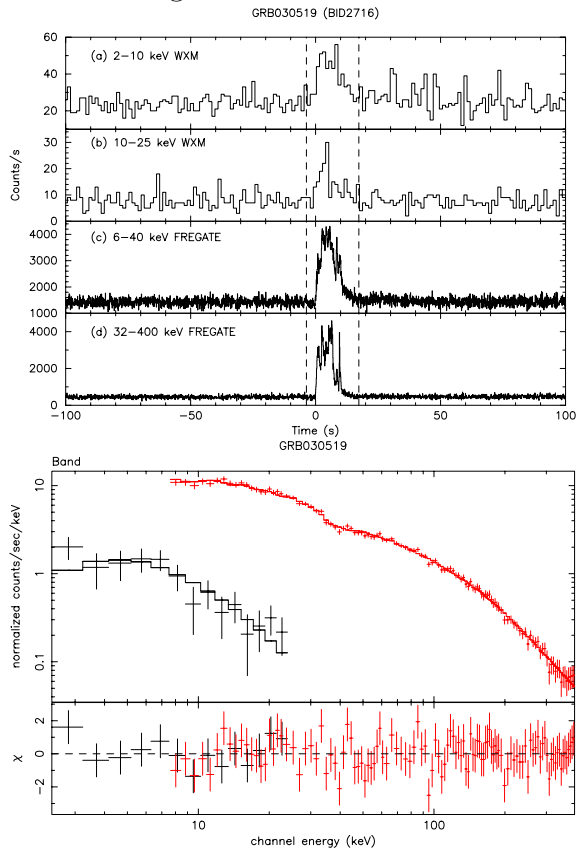 GRB030519 (BID2716)
60
(a) 2–10 keV WXM
40
20
(b) 10–25 keV WXM
30
20
10
0
Counts/s
(c) 6–40 keV FREGATE
4000
3000
2000
1000
(d) 32–400 keV FREGATE
4000
2000
0
−100 −50 0 50 100
Time (s)
GRB030519
Band
10
1
0.1
normalized counts/sec/keV
2
0
−2
χ
10 100
channel energy (keV)